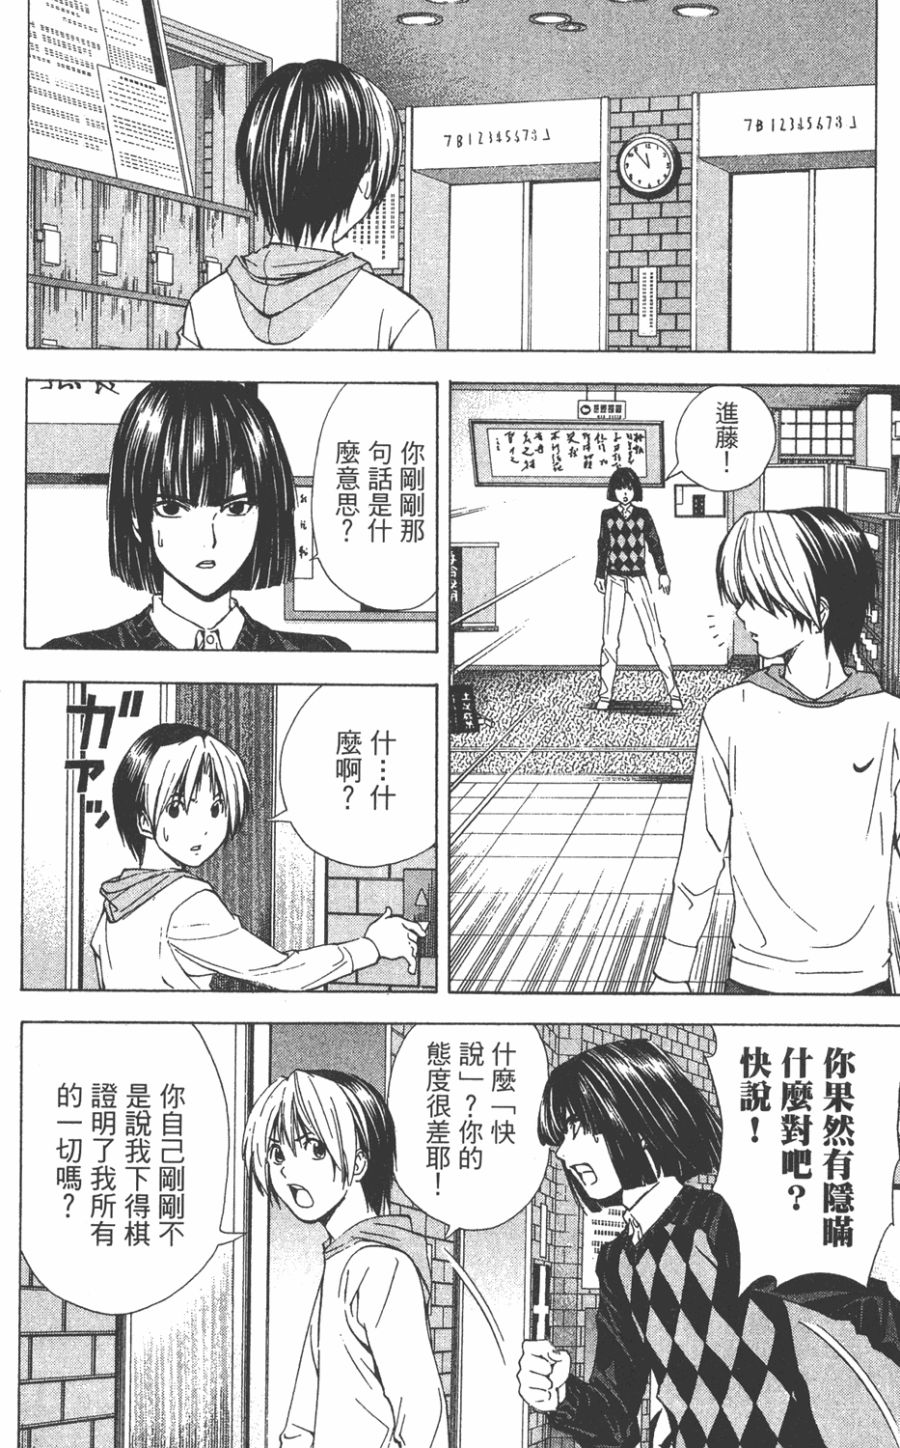 7B12345678
7B12345678
進藤！
你剛剛那
句話是什
麼意思？
什…什
麼啊？
ガアッ
你果然有隱瞞
什麼對吧？
快說！
什麼「快
說」？你的
態度很差耶！
你自己剛剛不
是說我下得棋
證明了我所有
的一切嗎？